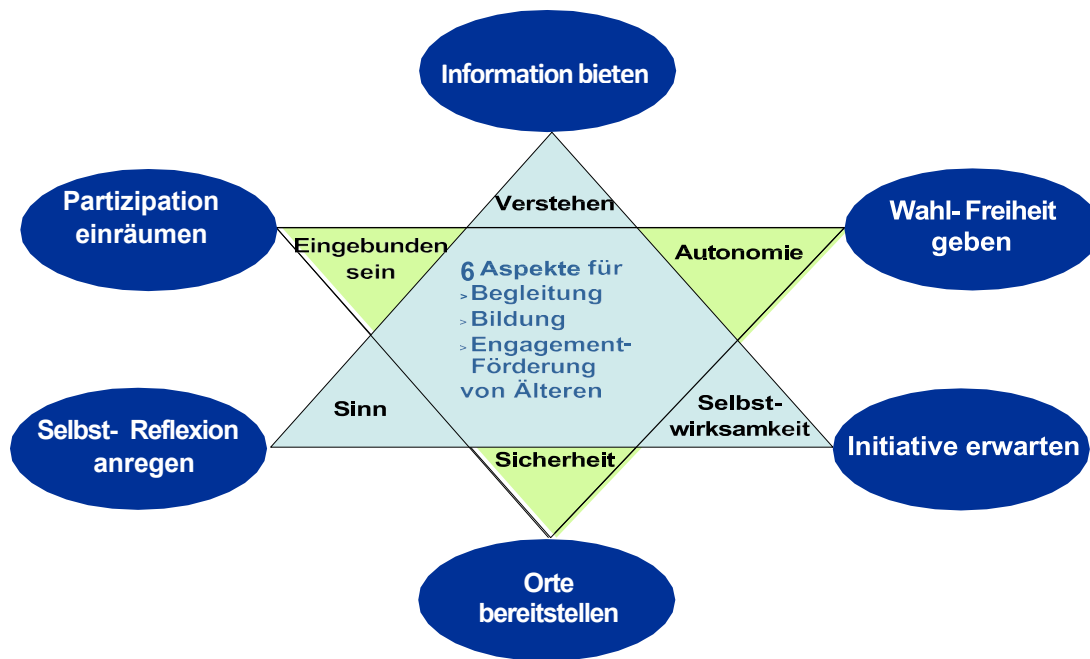 Information bieten
Verstehen
Partizipation
einräumen
Wahl- Freiheit
geben
Eingebunden
sein
Autonomie
6 Aspekte für
> Begleitung
> Bildung
> Engagement-
Förderung
von Älteren
Sinn
Selbst-
wirksamkeit
Selbst- Reflexion
anregen
Initiative erwarten
Sicherheit
Orte
bereitstellen